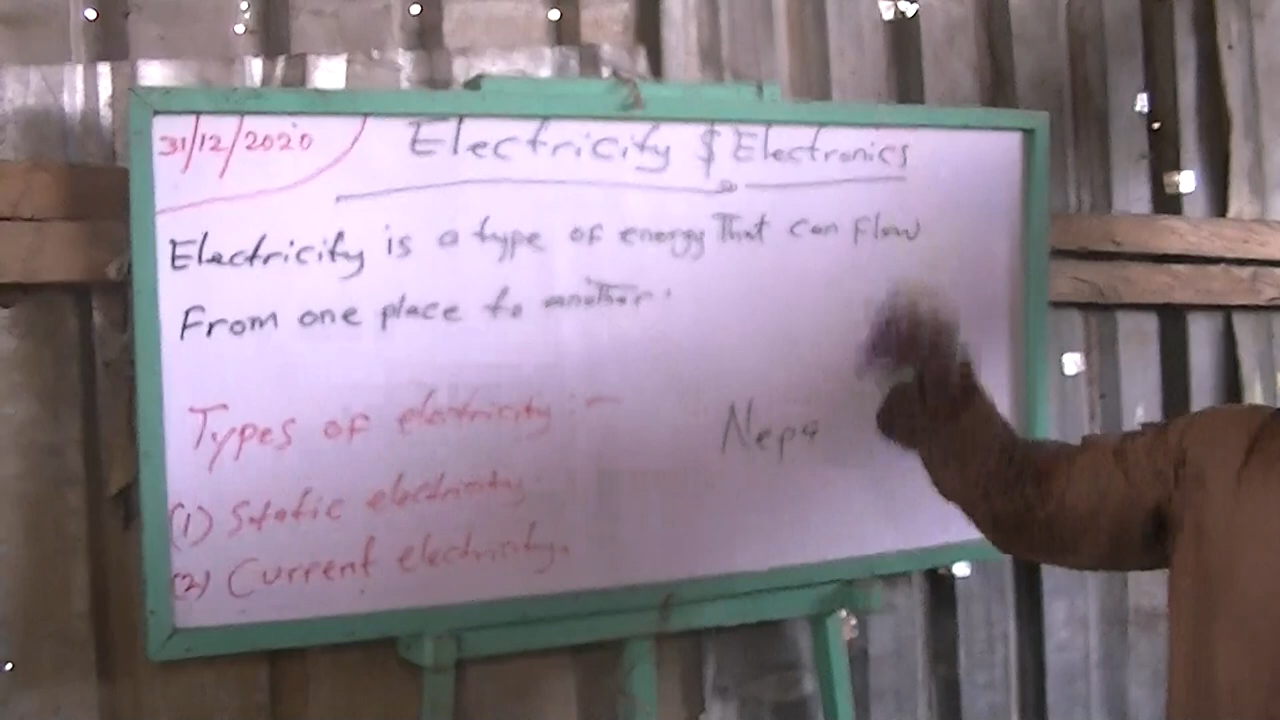 31/12/2020
Electricity & Electronics
Electricity is a type of energy That can Flow
From one place to another.
Types of electricity :-
(1) Static electricity
(2) Current electricity.
Nepa